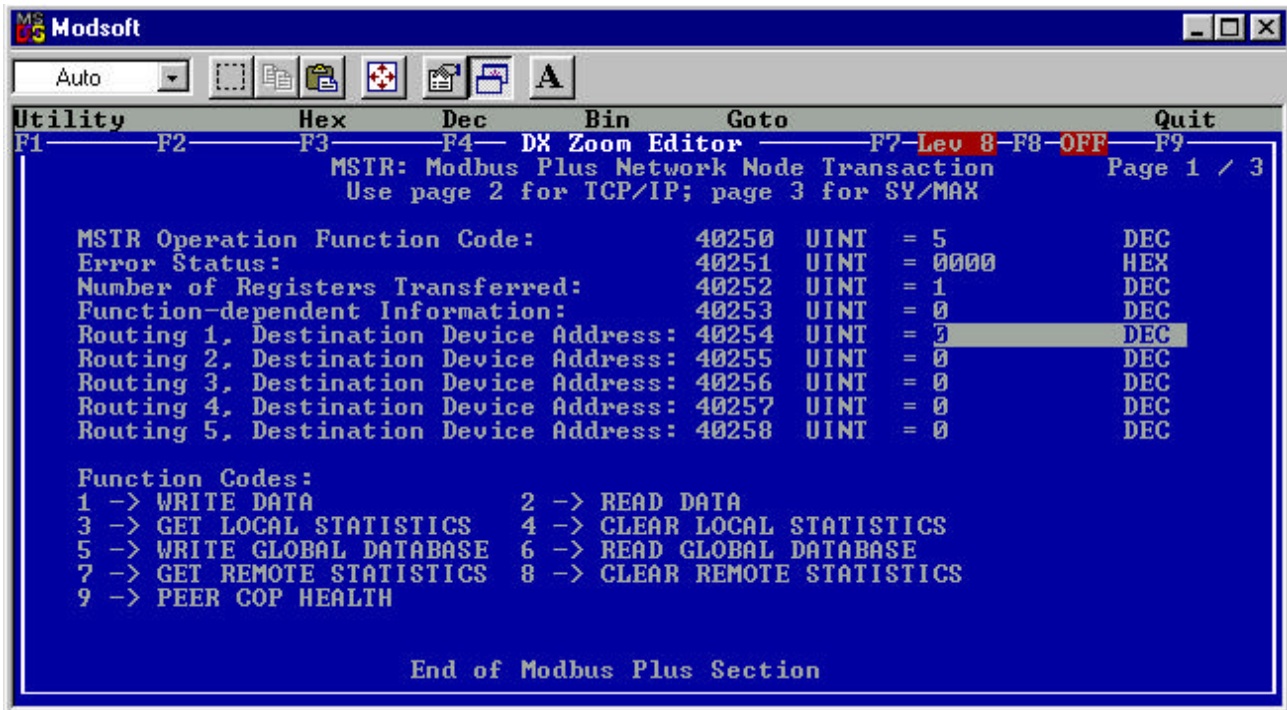 Modsoft
Auto A
Utility Hex Dec Bin Goto Quit
F1 F2 F3 F4 DX Zoom Editor F7 Lev 8 F8 OFF F9
MSTR: Modbus Plus Network Node Transaction Page 1 / 3
Use page 2 for TCP/IP; page 3 for SY/MAX
MSTR Operation Function Code: 40250 UINT = 5 DEC
Error Status: 40251 UINT = 0000 HEX
Number of Registers Transferred: 40252 UINT = 1 DEC
Function-dependent Information: 40253 UINT = 0 DEC
Routing 1, Destination Device Address: 40254 UINT = 0 DEC
Routing 2, Destination Device Address: 40255 UINT = 0 DEC
Routing 3, Destination Device Address: 40256 UINT = 0 DEC
Routing 4, Destination Device Address: 40257 UINT = 0 DEC
Routing 5, Destination Device Address: 40258 UINT = 0 DEC
Function Codes:
1 -> WRITE DATA 2 -> READ DATA
3 -> GET LOCAL STATISTICS 4 -> CLEAR LOCAL STATISTICS
5 -> WRITE GLOBAL DATABASE 6 -> READ GLOBAL DATABASE
7 -> GET REMOTE STATISTICS 8 -> CLEAR REMOTE STATISTICS
9 -> PEER COP HEALTH
End of Modbus Plus Section